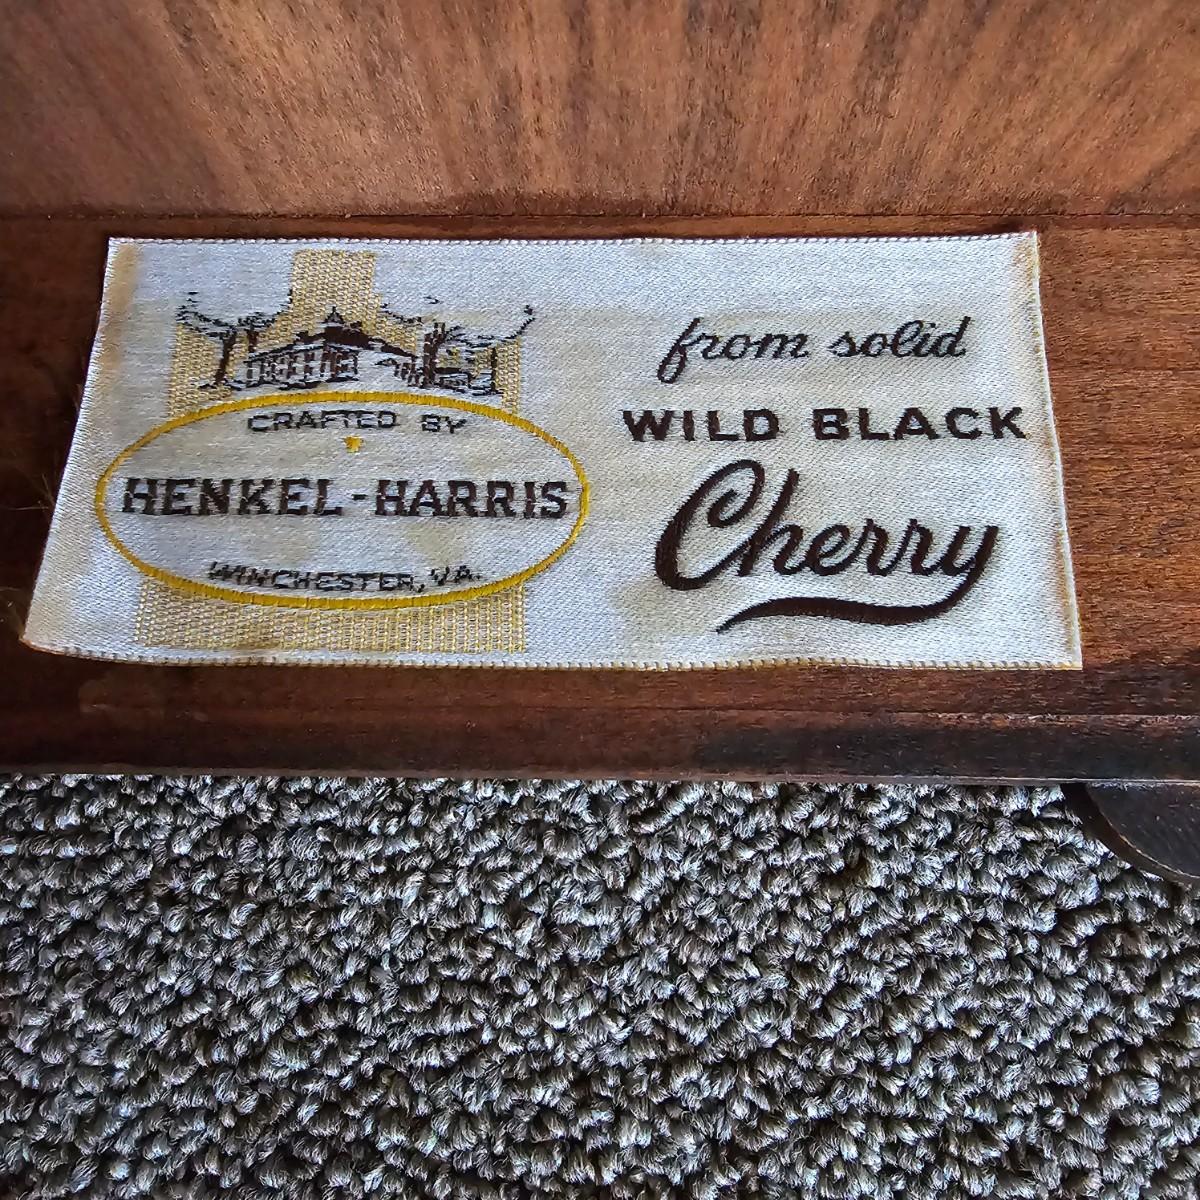 CRAFTED BY
HENKEL-HARRIS
WINCHESTER, VA.
from solid
WILD BLACK
Cherry